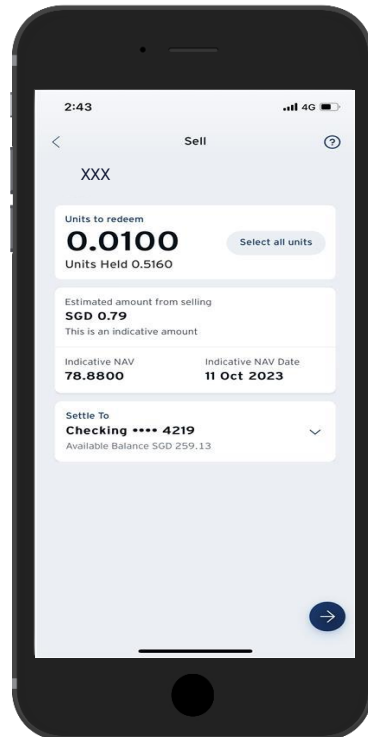 2:43 4G
Sell ?
XXX
Units to redeem
0.0100 Select all units
Units Held 0.5160
Estimated amount from selling
SGD 0.79
This is an indicative amount
Indicative NAV Indicative NAV Date
78.8800 11 Oct 2023
Settle To
Checking •••• 4219
Available Balance SGD 259.13